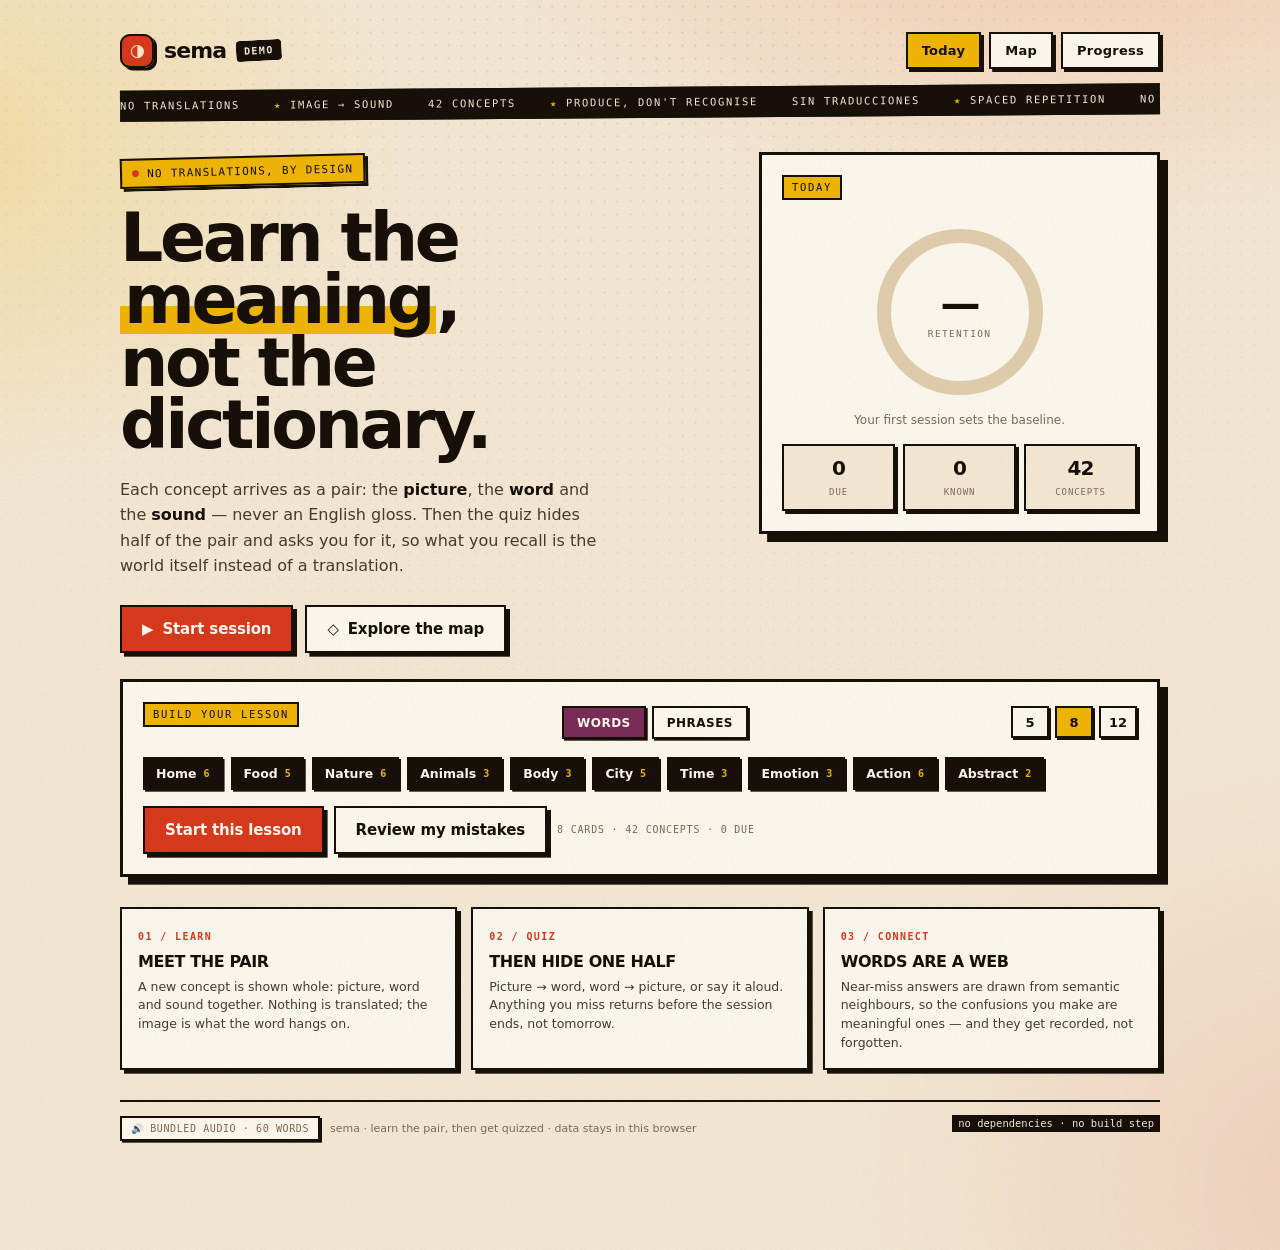 ◑ sema DEMO
Today Map Progress
NO TRANSLATIONS ★ IMAGE → SOUND 42 CONCEPTS ★ PRODUCE, DON'T RECOGNISE SIN TRADUCCIONES ★ SPACED REPETITION NO
NO TRANSLATIONS, BY DESIGN
Learn the
meaning,
not the
dictionary.
Each concept arrives as a pair: the picture, the word and
the sound — never an English gloss. Then the quiz hides
half of the pair and asks you for it, so what you recall is the
world itself instead of a translation.
▶ Start session ◇ Explore the map
TODAY
—
RETENTION
Your first session sets the baseline.
0 DUE
0 KNOWN
42 CONCEPTS
BUILD YOUR LESSON
WORDS PHRASES
5 8 12
Home 6 Food 5 Nature 6 Animals 3 Body 3 City 5 Time 3 Emotion 3 Action 6 Abstract 2
Start this lesson Review my mistakes 8 CARDS · 42 CONCEPTS · 0 DUE
01 / LEARN
MEET THE PAIR
A new concept is shown whole: picture, word
and sound together. Nothing is translated; the
image is what the word hangs on.
02 / QUIZ
THEN HIDE ONE HALF
Picture → word, word → picture, or say it aloud.
Anything you miss returns before the session
ends, not tomorrow.
03 / CONNECT
WORDS ARE A WEB
Near-miss answers are drawn from semantic
neighbours, so the confusions you make are
meaningful ones — and they get recorded, not
forgotten.
🔊 BUNDLED AUDIO · 60 WORDS sema · learn the pair, then get quizzed · data stays in this browser
no dependencies · no build step